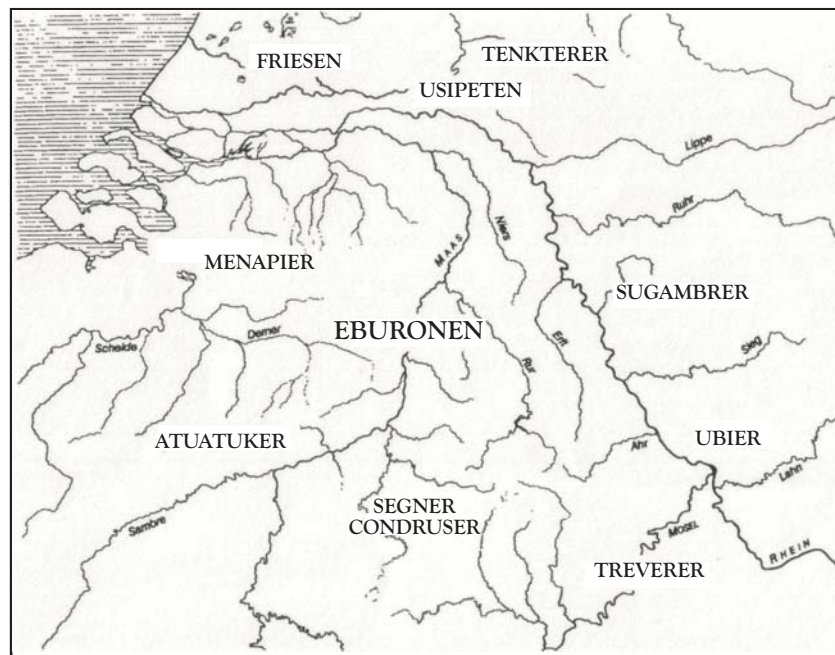 FRIESEN
TENKTERER
USIPETEN
Lippe
Ruhr
MAAS
Niers
MENAPIER
SUGAMBRER
EBURONEN
Schelde
Demer
Rur
Erft
Sieg
ATUATUKER
UBIER
Ahr
Lahn
SEGNER
CONDRUSER
Sambre
MOSEL
RHEIN
TREVERER